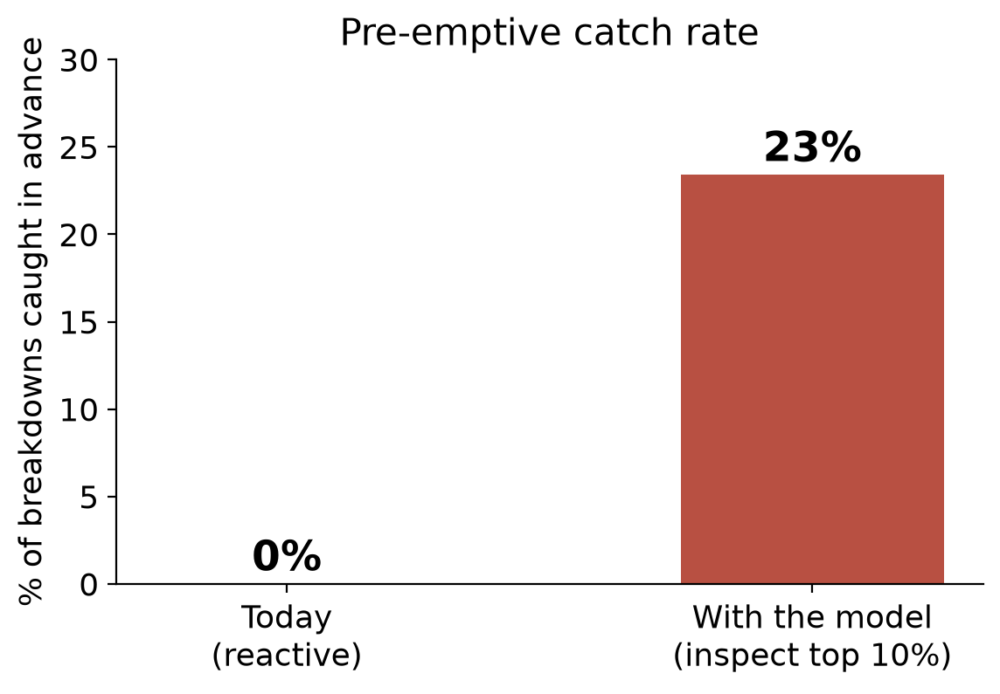 Pre-emptive catch rate
% of breakdowns caught in advance
30
25
20
15
10
5
0
23%
0%
Today
(reactive)
With the model
(inspect top 10%)